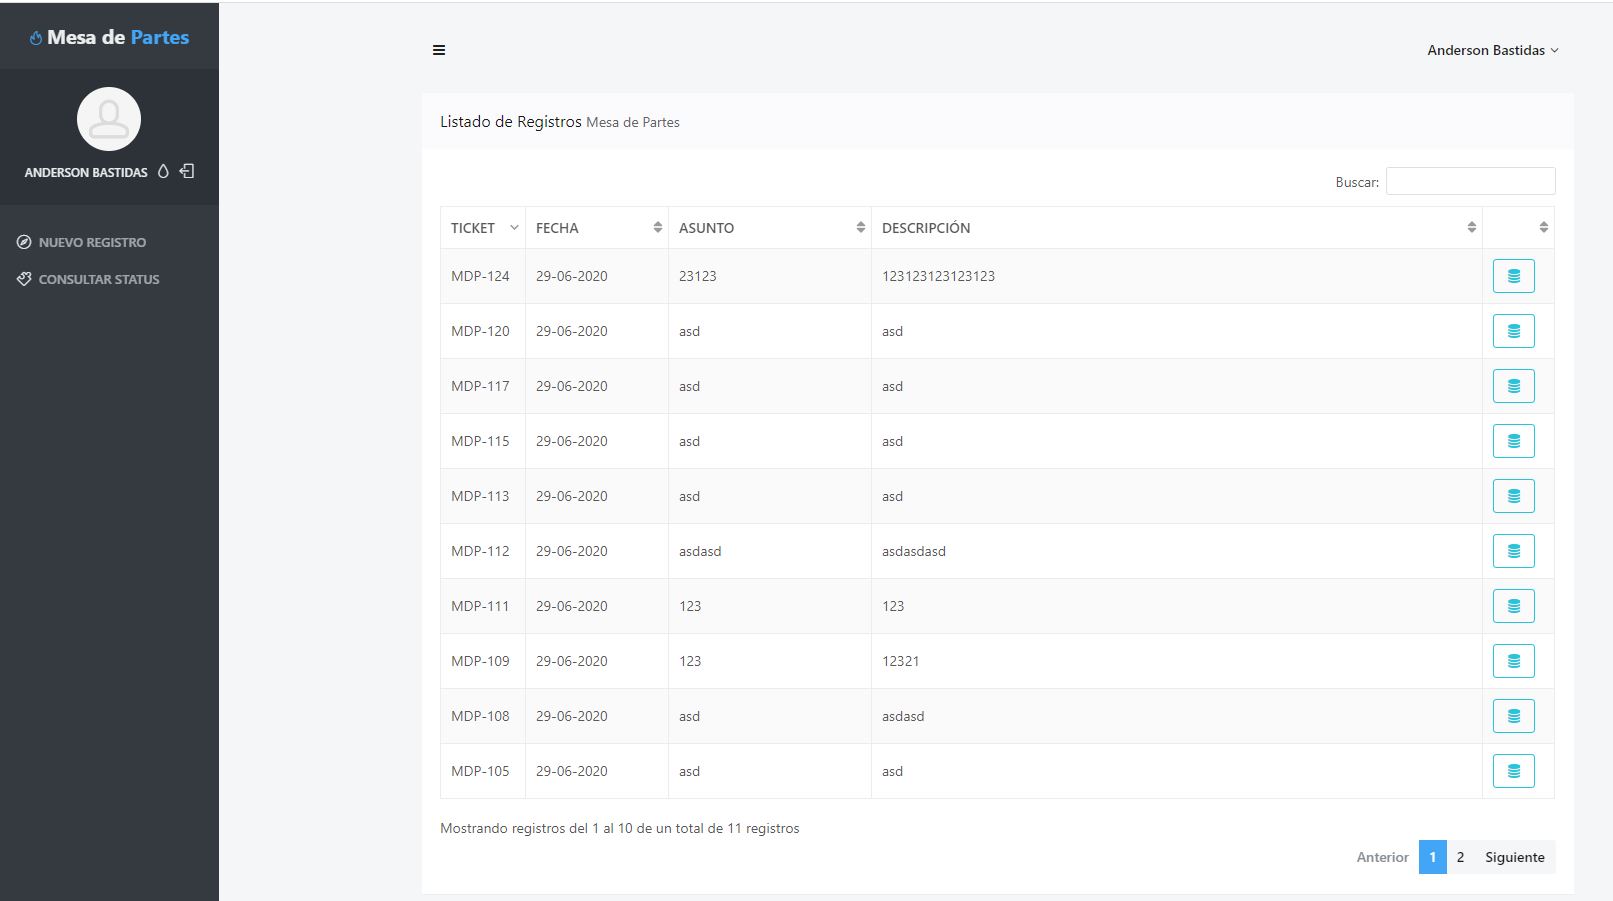 Mesa de Partes
Anderson Bastidas
ANDERSON BASTIDAS
NUEVO REGISTRO
CONSULTAR STATUS
Listado de Registros Mesa de Partes
Buscar:
TICKET FECHA ASUNTO DESCRIPCIÓN
MDP-124 29-06-2020 23123 123123123123123
MDP-120 29-06-2020 asd asd
MDP-117 29-06-2020 asd asd
MDP-115 29-06-2020 asd asd
MDP-113 29-06-2020 asd asd
MDP-112 29-06-2020 asdasd asdasdasd
MDP-111 29-06-2020 123 123
MDP-109 29-06-2020 123 12321
MDP-108 29-06-2020 asd asdasd
MDP-105 29-06-2020 asd asd
Mostrando registros del 1 al 10 de un total de 11 registros
Anterior 1 2 Siguiente